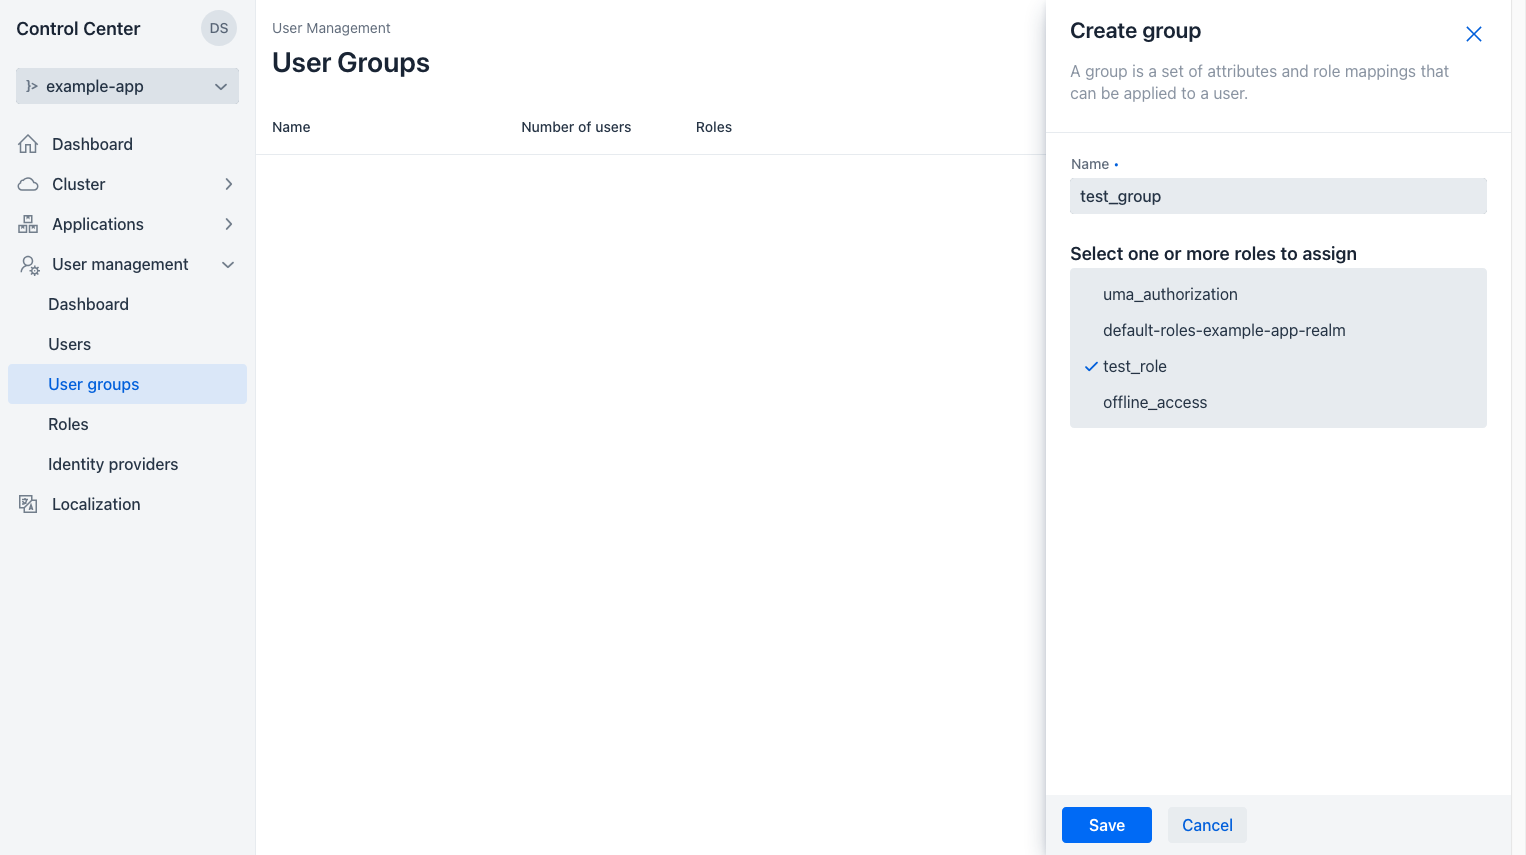 Control Center
DS
example-app
Dashboard
Cluster
Applications
User management
Dashboard
Users
User groups
Roles
Identity providers
Localization
User Management
User Groups
Name Number of users Roles
Create group
A group is a set of attributes and role mappings that
can be applied to a user.
Name •
test_group
Select one or more roles to assign
uma_authorization
default-roles-example-app-realm
test_role
offline_access
Save Cancel